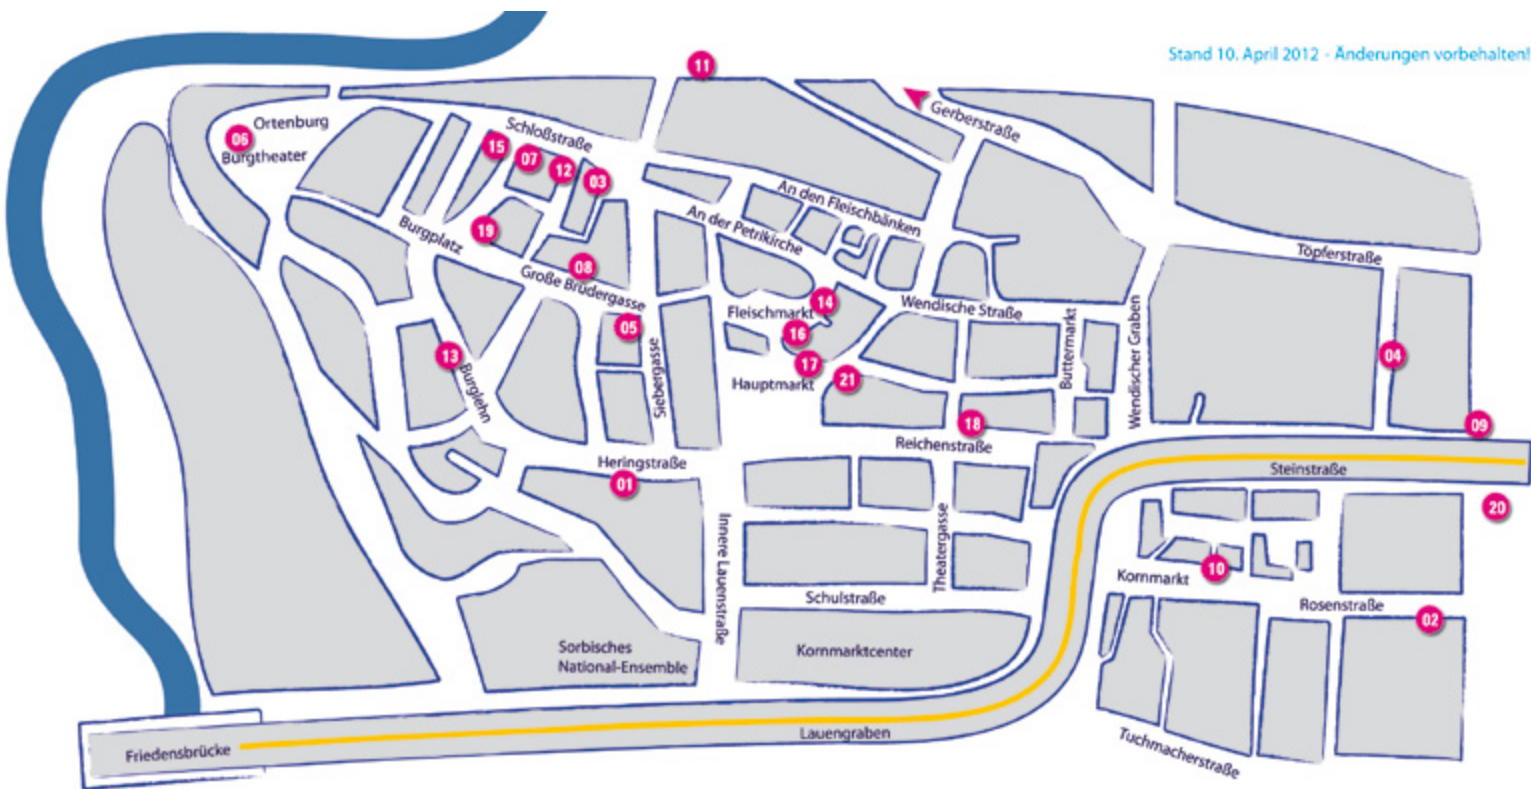 Stand 10. April 2012 - Änderungen vorbehalten!
11
Gerberstraße
Ortenburg
06
Burgtheater
Schloßstraße
15
07
12
03
An den Fleischbänken
An der Petrikirche
19
Burgplatz
08
Große Brüdergasse
Töpferstraße
14
Fleischmarkt
Wendische Straße
05
16
13
Burglehn
Siebergasse
17
Hauptmarkt
21
Buttermarkt
Wendischer Graben
04
18
Reichenstraße
09
Heringstraße
01
Steinstraße
20
Innere Lauenstraße
Theatergasse
10
Kornmarkt
Schulstraße
Rosenstraße
02
Sorbisches
National-Ensemble
Kornmarktcenter
Friedensbrücke
Lauengraben
Tuchmacherstraße